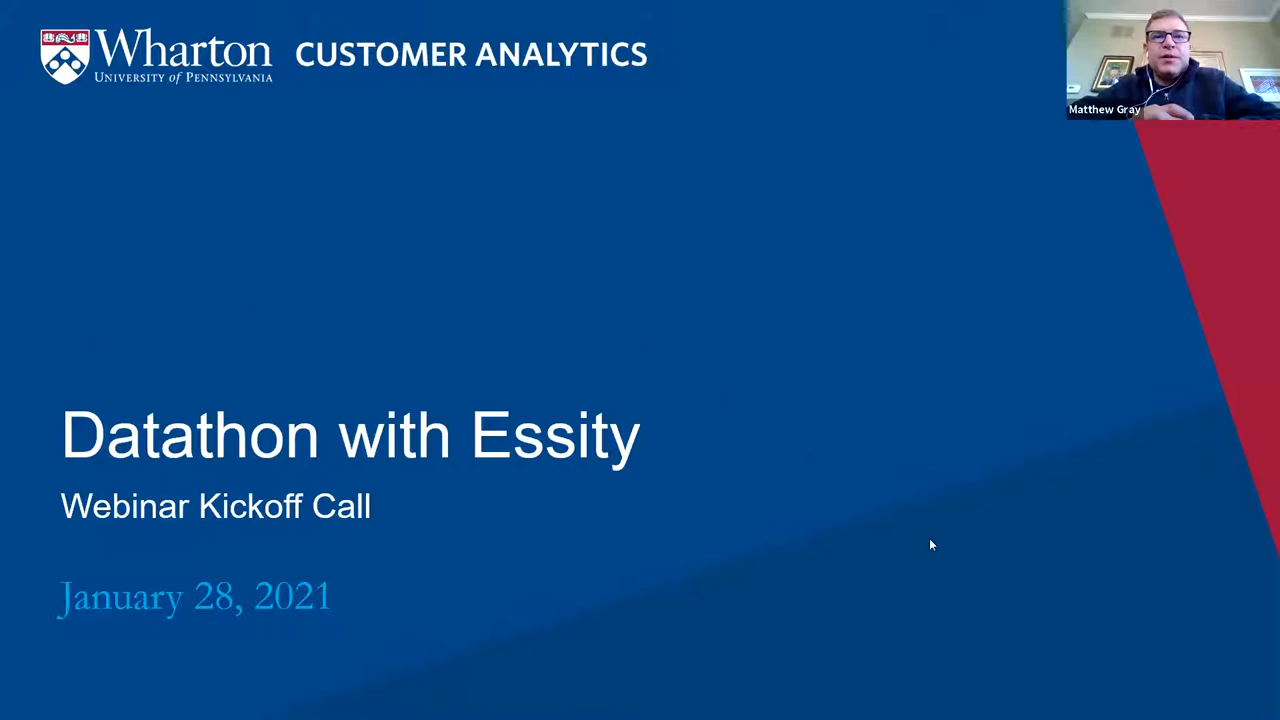 Wharton
UNIVERSITY of PENNSYLVANIA
CUSTOMER ANALYTICS
Matthew Gray
Datathon with Essity
Webinar Kickoff Call
January 28, 2021